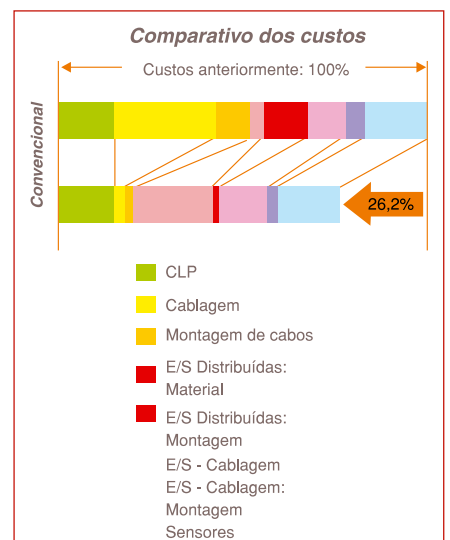 Comparativo dos custos
Custos anteriormente: 100%
Convencional
26,2%
CLP
Cablagem
Montagem de cabos
E/S Distribuídas:
Material
E/S Distribuídas:
Montagem
E/S - Cablagem
E/S - Cablagem:
Montagem
Sensores